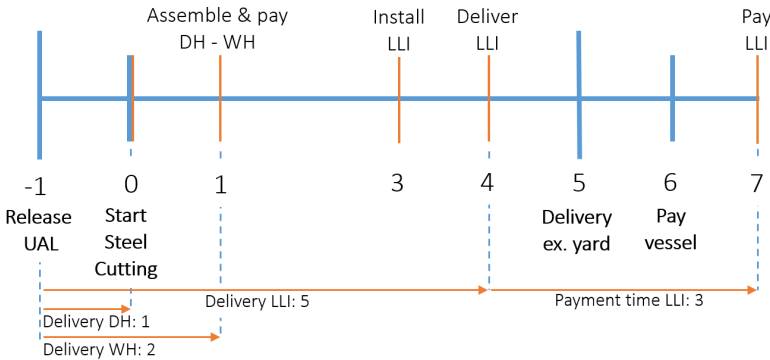 Assemble & pay
DH - WH
Install
LLI
Deliver
LLI
Pay
LLI
-1
0
1
3
4
5
6
7
Release
UAL
Start
Steel
Cutting
Delivery
ex. yard
Pay
vessel
Delivery LLI: 5
Payment time LLI: 3
Delivery DH: 1
Delivery WH: 2